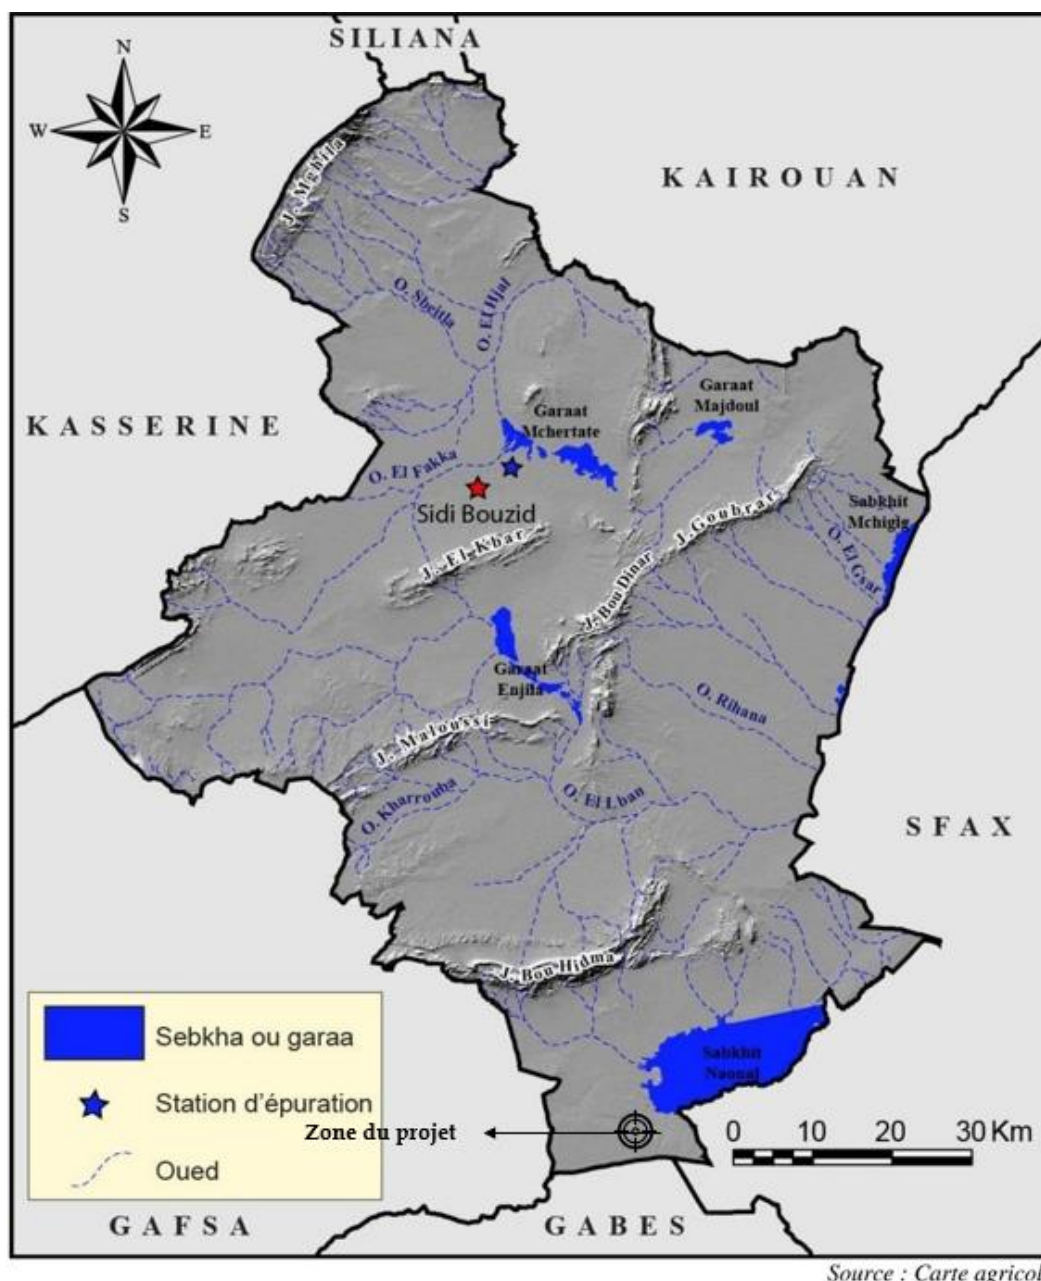 SILIANA
N
W
E
S
KAIROUAN
J. Mghila
O. Sbeitla
O. El Hjal
KASSERINE
Garaat
Majdoul
Garaat
Mchertate
O. El Fakka
Sidi Bouzid
J. Goubrar
Sabkhit
Mchigig
O. El Gsar
J. El Kbar
J. Bou Dinar
Garaat
Enjila
O. Rihana
J. Maloussi
O. Kharrouba
O. El Lban
SFAX
J. Bou Hidma
Sabkhit
Naoual
Sebkha ou garaa
Station d'épuration
Zone du projet
Oued
0 10 20 30 Km
GAFSA
GABES
Source : Carte agricol